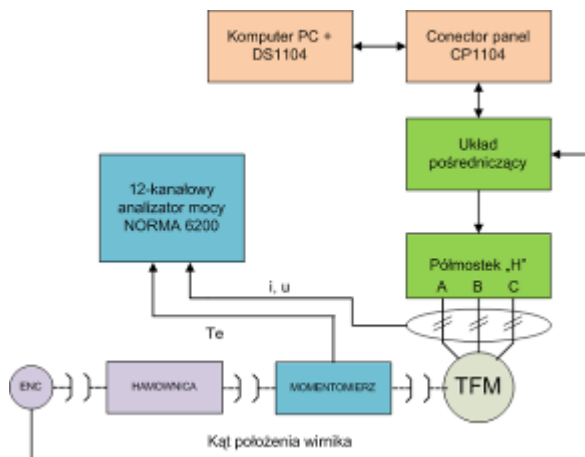 Komputer PC +
DS1104
Conector panel
CP1104
Układ
pośredniczący
12-kanałowy
analizator mocy
NORMA 6200
Półmostek „H"
A B C
i, u
Te
ENC
HAMOWNICA
MOMENTOMIERZ
TFM
Kąt położenia wirnika